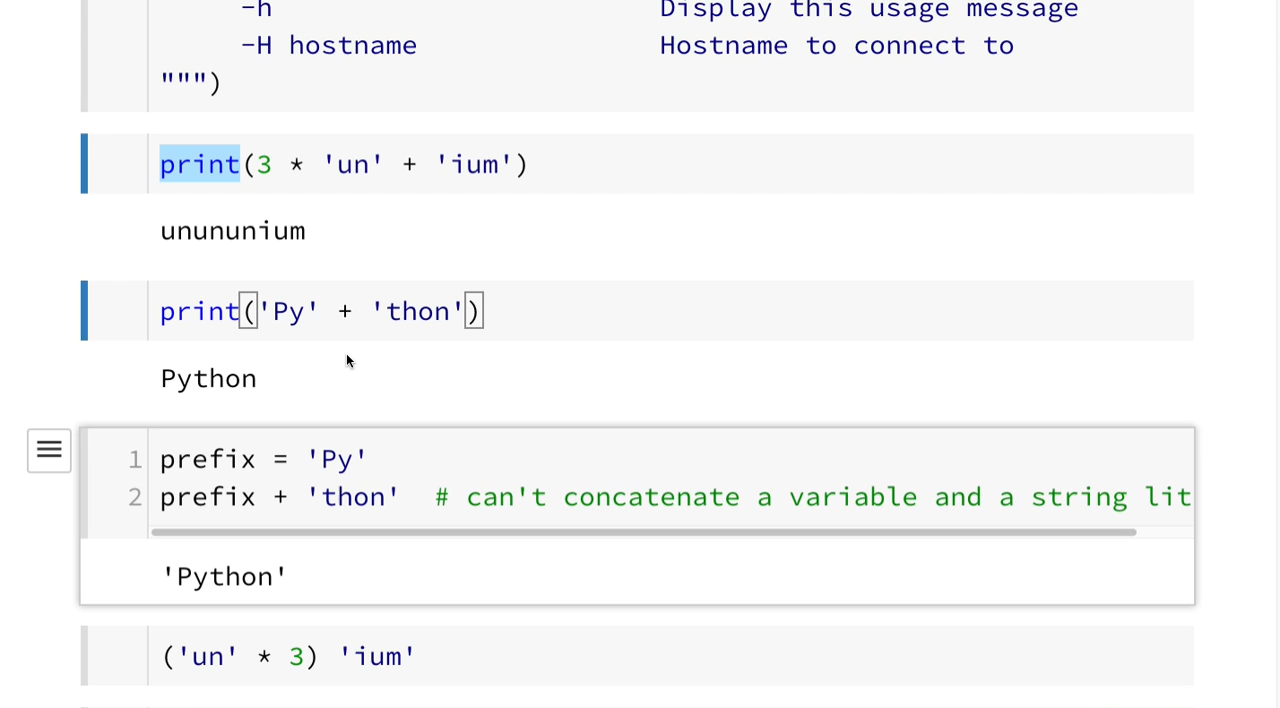 -h Display this usage message
-H hostname Hostname to connect to
""")
print(3 * 'un' + 'ium')
unununium
print('Py' + 'thon')
Python
1 prefix = 'Py'
2 prefix + 'thon' # can't concatenate a variable and a string lit
'Python'
('un' * 3) 'ium'